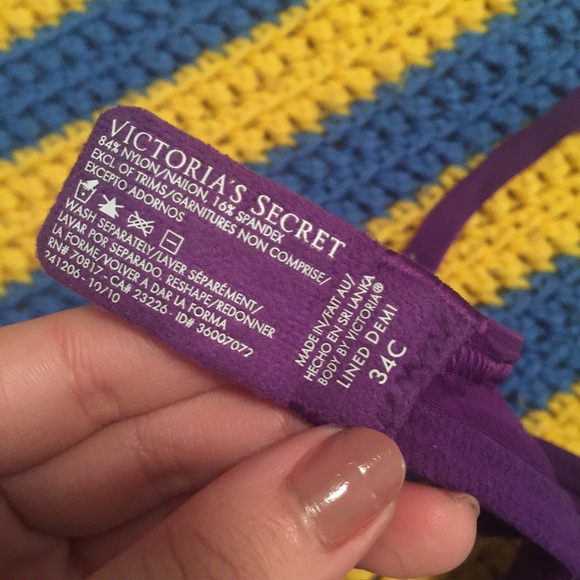 VICTORIA'S SECRET
84% NYLON/NAILON, 16% SPANDEX
EXCL OF TRIMS/GARNITURES NON COMPRISE/
EXCEPTO ADORNOS
WASH SEPARATELY/LAVER SÉPARÉMENT/
LAVAR POR SEPARADO. RESHAPE/REDONNER
LA FORME/VOLVER A DAR LA FORMA
RN# 70817, CA# 23226 · ID# 36007072
241206 - 10/10
MADE IN/FAIT AU/
HECHO EN SRI LANKA
BODY BY VICTORIA®
LINED DEMI
34C